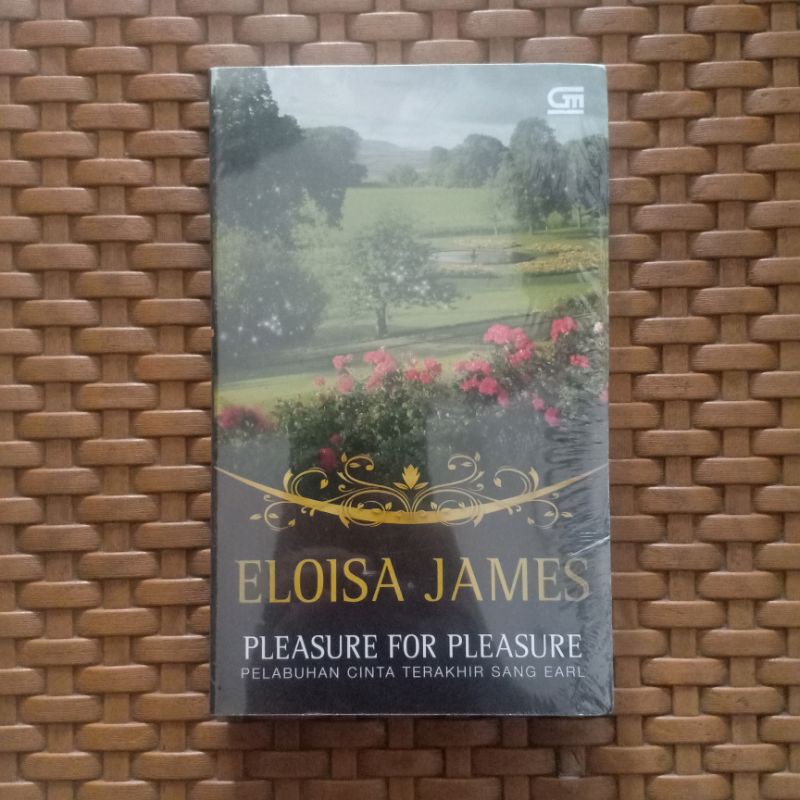 GM
ELOISA JAMES
PLEASURE FOR PLEASURE
PELABUHAN CINTA TERAKHIR SANG EARL